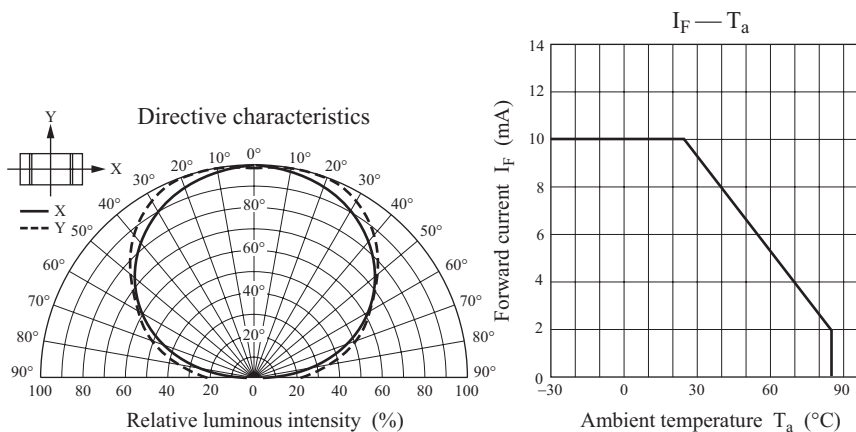 I_F — T_a
14
12
10
8
6
4
2
0
Forward current I_F (mA)
−30 0 30 60 90
Ambient temperature T_a (°C)
Directive characteristics
Y
X
X
Y
0°
10° 10°
20° 20°
30° 30°
40° 40°
50° 50°
60° 60°
70° 70°
80° 80°
90° 90°
80°
60°
40°
20°
100 80 60 40 20 0 20 40 60 80 100
Relative luminous intensity (%)